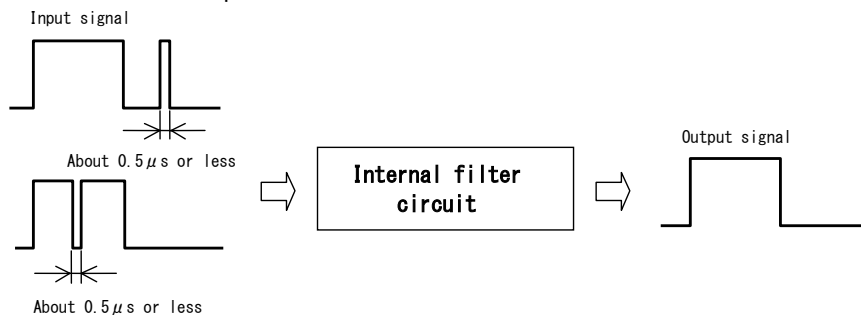 Input signal
About 0.5μs or less
About 0.5μs or less
Internal filter
circuit
Output signal